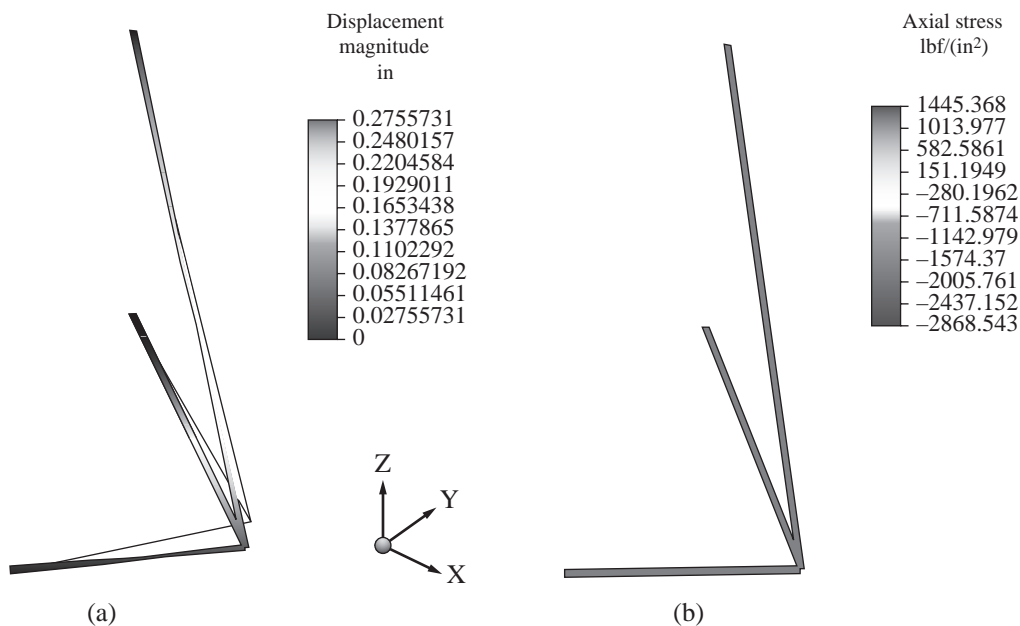 Displacement
magnitude
in
0.2755731
0.2480157
0.2204584
0.1929011
0.1653438
0.1377865
0.1102292
0.08267192
0.05511461
0.02755731
0
Z
Y
X
(a)
Axial stress
lbf/(in²)
1445.368
1013.977
582.5861
151.1949
–280.1962
–711.5874
–1142.979
–1574.37
–2005.761
–2437.152
–2868.543
(b)